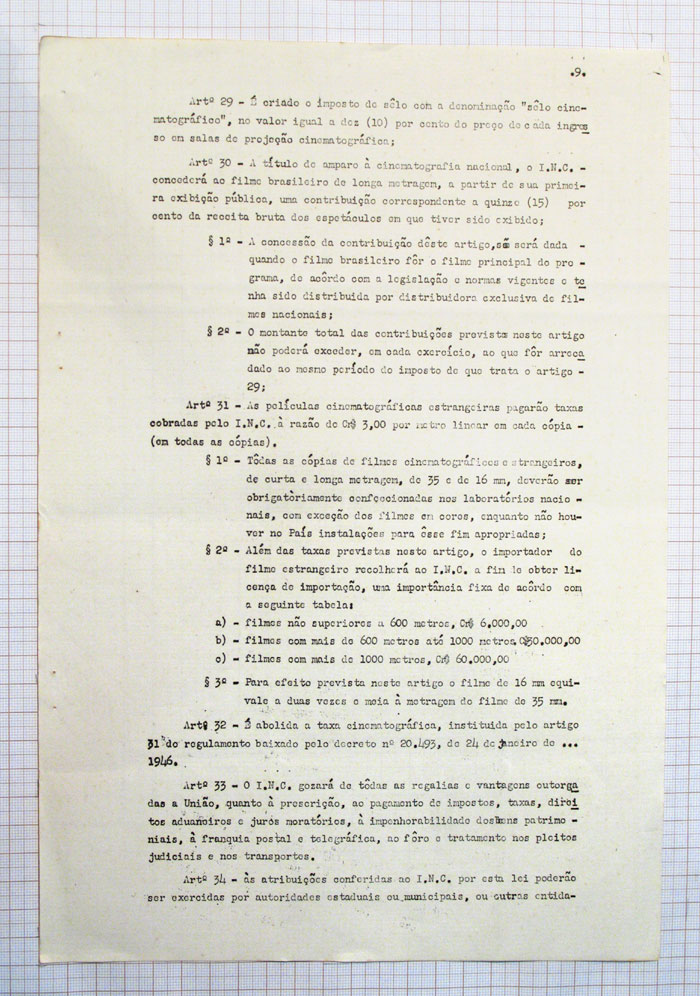 .9.
Artº 29 - É criado o imposto de sêlo com a denominação "sêlo cine-
matográfico", no valor igual a dez (10) por cento do preço de cada ingres
so em salas de projeção cinematográfica;
Artº 30 - A título de amparo à cinematografia nacional, o I.N.C. -
concederá ao filme brasileiro de longa metragem, a partir de sua primei-
ra exibição pública, uma contribuição correspondente a quinze (15) por
cento da receita bruta dos espetáculos em que tiver sido exibido;
§ 1º - A concessão da contribuição dêste artigo, só será dada -
quando o filme brasileiro fôr o filme principal do pro -
grama, de acôrdo com a legislação e normas vigentes e te
nha sido distribuida por distribuidora exclusiva de fil-
mes nacionais;
§ 2º - O montante total das contribuições prevista neste artigo
não poderá exceder, em cada exercício, ao que fôr arreca
dado ao mesmo período do imposto de que trata o artigo -
29;
Artº 31 - As películas cinematográficas estrangeiras pagarão taxas
cobradas pelo I.N.C. à razão de Cr$ 3,00 por metro linear em cada cópia -
(em todas as cópias).
§ 1º - Tôdas as cópias de filmes cinematográficos estrangeiros,
de curta e longa metragem, de 35 e de 16 mm, deverão ser
obrigatòriamente confeccionadas nos laboratórios nacio -
nais, com exceção dos filmes em cores, enquanto não hou-
ver no País instalações para êsse fim apropriadas;
§ 2º - Além das taxas previstas neste artigo, o importador do
filme estrangeiro recolherá ao I.N.C. a fim de obter li-
cença de importação, uma importância fixa de acôrdo com
a seguinte tabela:
a) - filmes não superiores a 600 metros, Cr$ 6.000,00
b) - filmes com mais de 600 metros até 1000 metros, Cr$30.000,00
c) - filmes com mais de 1000 metros, Cr$ 60.000,00
§ 3º - Para efeito prevista neste artigo o filme de 16 mm equi-
vale a duas vezes e meia à metragem do filme de 35 mm.
Artº 32 - É abolida a taxa cinematográfica, instituida pelo artigo
31 do regulamento baixado pelo decreto nº 20.493, de 24 de janeiro de ...
1946.
Artº 33 - O I.N.C. gozará de tôdas as regalias e vantagens outorga
das a União, quanto à prescrição, ao pagamento de impostos, taxas, direi
tos aduaneiros e juros moratórios, à impenhorabilidade dos bens patrimo -
niais, à franquia postal e telegráfica, ao fôro e tratamento nos pleitos
judiciais e nos transportes.
Artº 34 - às atribuições conferidas ao I.N.C. por esta lei poderão
ser exercidas por autoridades estaduais ou municipais, ou outras entida-